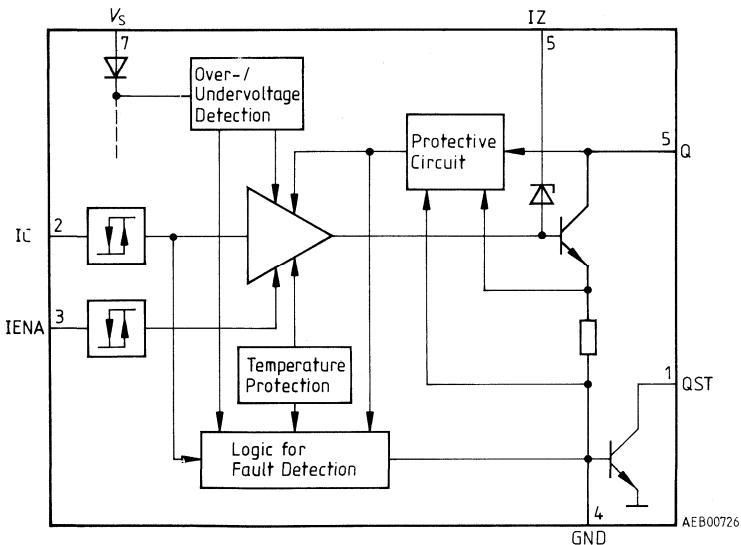 VS
7
IZ
5
Over-/
Undervoltage
Detection
Protective
Circuit
5
Q
2
IC
3
IENA
Temperature
Protection
1
QST
Logic for
Fault Detection
4
GND
AEB00726